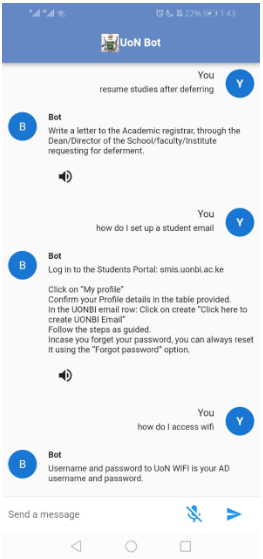 22% 1:43
UoN Bot
You
resume studies after deferring
Y
Bot
B
Write a letter to the Academic registrar, through the
Dean/Director of the School/faculty/Institute
requesting for deferment.
You
how do I set up a student email
Y
Bot
B
Log in to the Students Portal: smis.uonbi.ac.ke
Click on "My profile"
Confirm your Profile details in the table provided.
In the UONBI email row: Click on create "Click here to
create UONBI Email"
Follow the steps as guided.
Incase you forget your password, you can always reset
it using the "Forgot password" option.
You
how do I access wifi
Y
Bot
B
Username and password to UoN WIFI is your AD
username and password.
Send a message